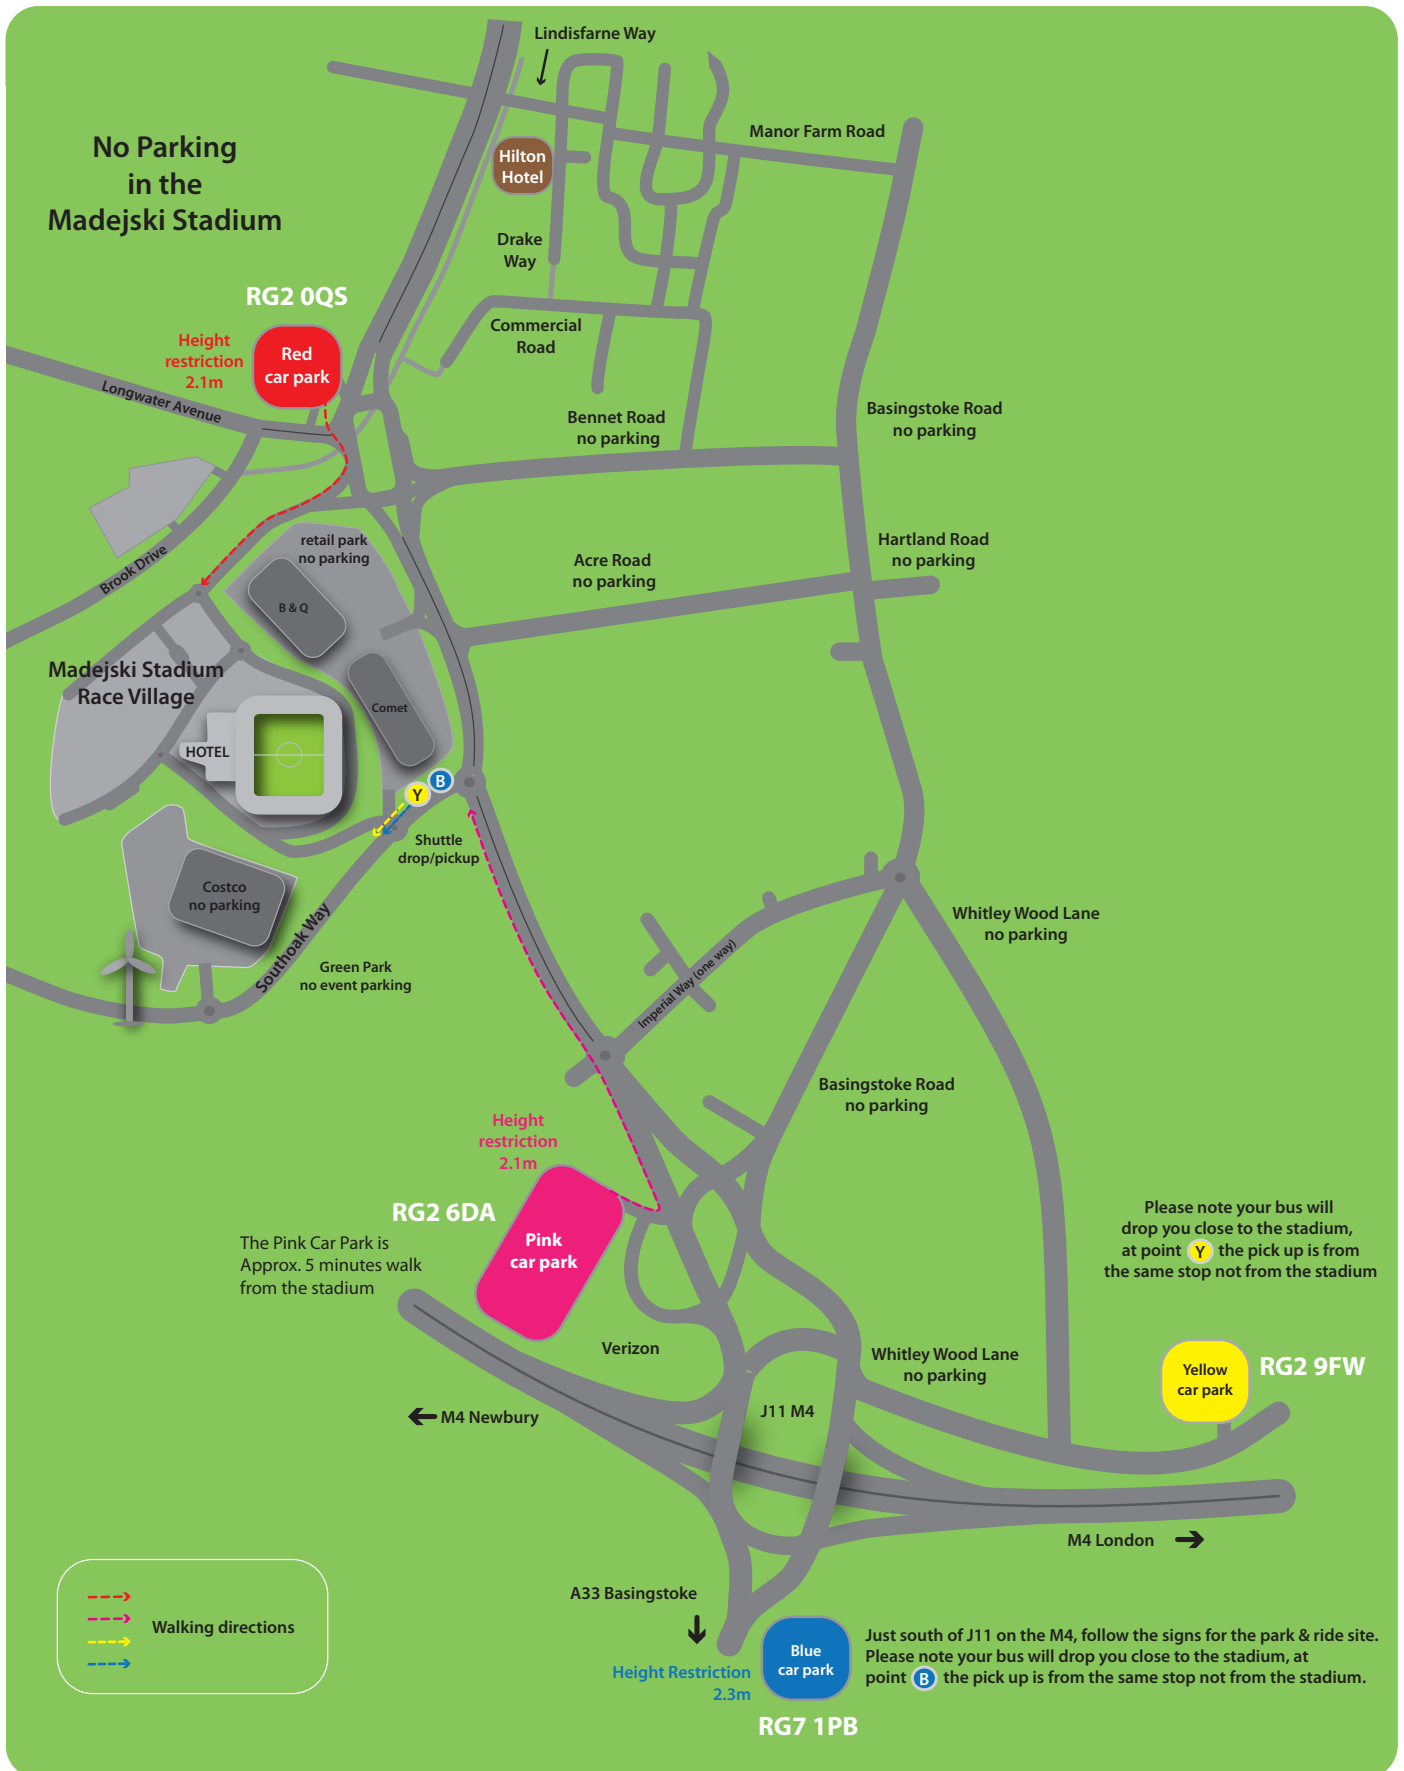 Lindisfarne Way
Manor Farm Road
No Parking
in the
Madejski Stadium
Hilton
Hotel
Drake
Way
RG2 0QS
Height
restriction
2.1m
Red
car park
Commercial
Road
Longwater Avenue
Bennet Road
no parking
Basingstoke Road
no parking
retail park
no parking
Brook Drive
B & Q
Acre Road
no parking
Hartland Road
no parking
Madejski Stadium
Race Village
Comet
HOTEL
B
Y
Shuttle
drop/pickup
Costco
no parking
Southoak Way
Green Park
no event parking
Imperial Way (one way)
Whitley Wood Lane
no parking
Basingstoke Road
no parking
Height
restriction
2.1m
RG2 6DA
Pink
car park
The Pink Car Park is
Approx. 5 minutes walk
from the stadium
Please note your bus will
drop you close to the stadium,
at point Y the pick up is from
the same stop not from the stadium
Verizon
Whitley Wood Lane
no parking
Yellow
car park
RG2 9FW
J11 M4
M4 Newbury
M4 London
A33 Basingstoke
Walking directions
Blue
car park
Height Restriction
2.3m
RG7 1PB
Just south of J11 on the M4, follow the signs for the park & ride site.
Please note your bus will drop you close to the stadium, at
point B the pick up is from the same stop not from the stadium.